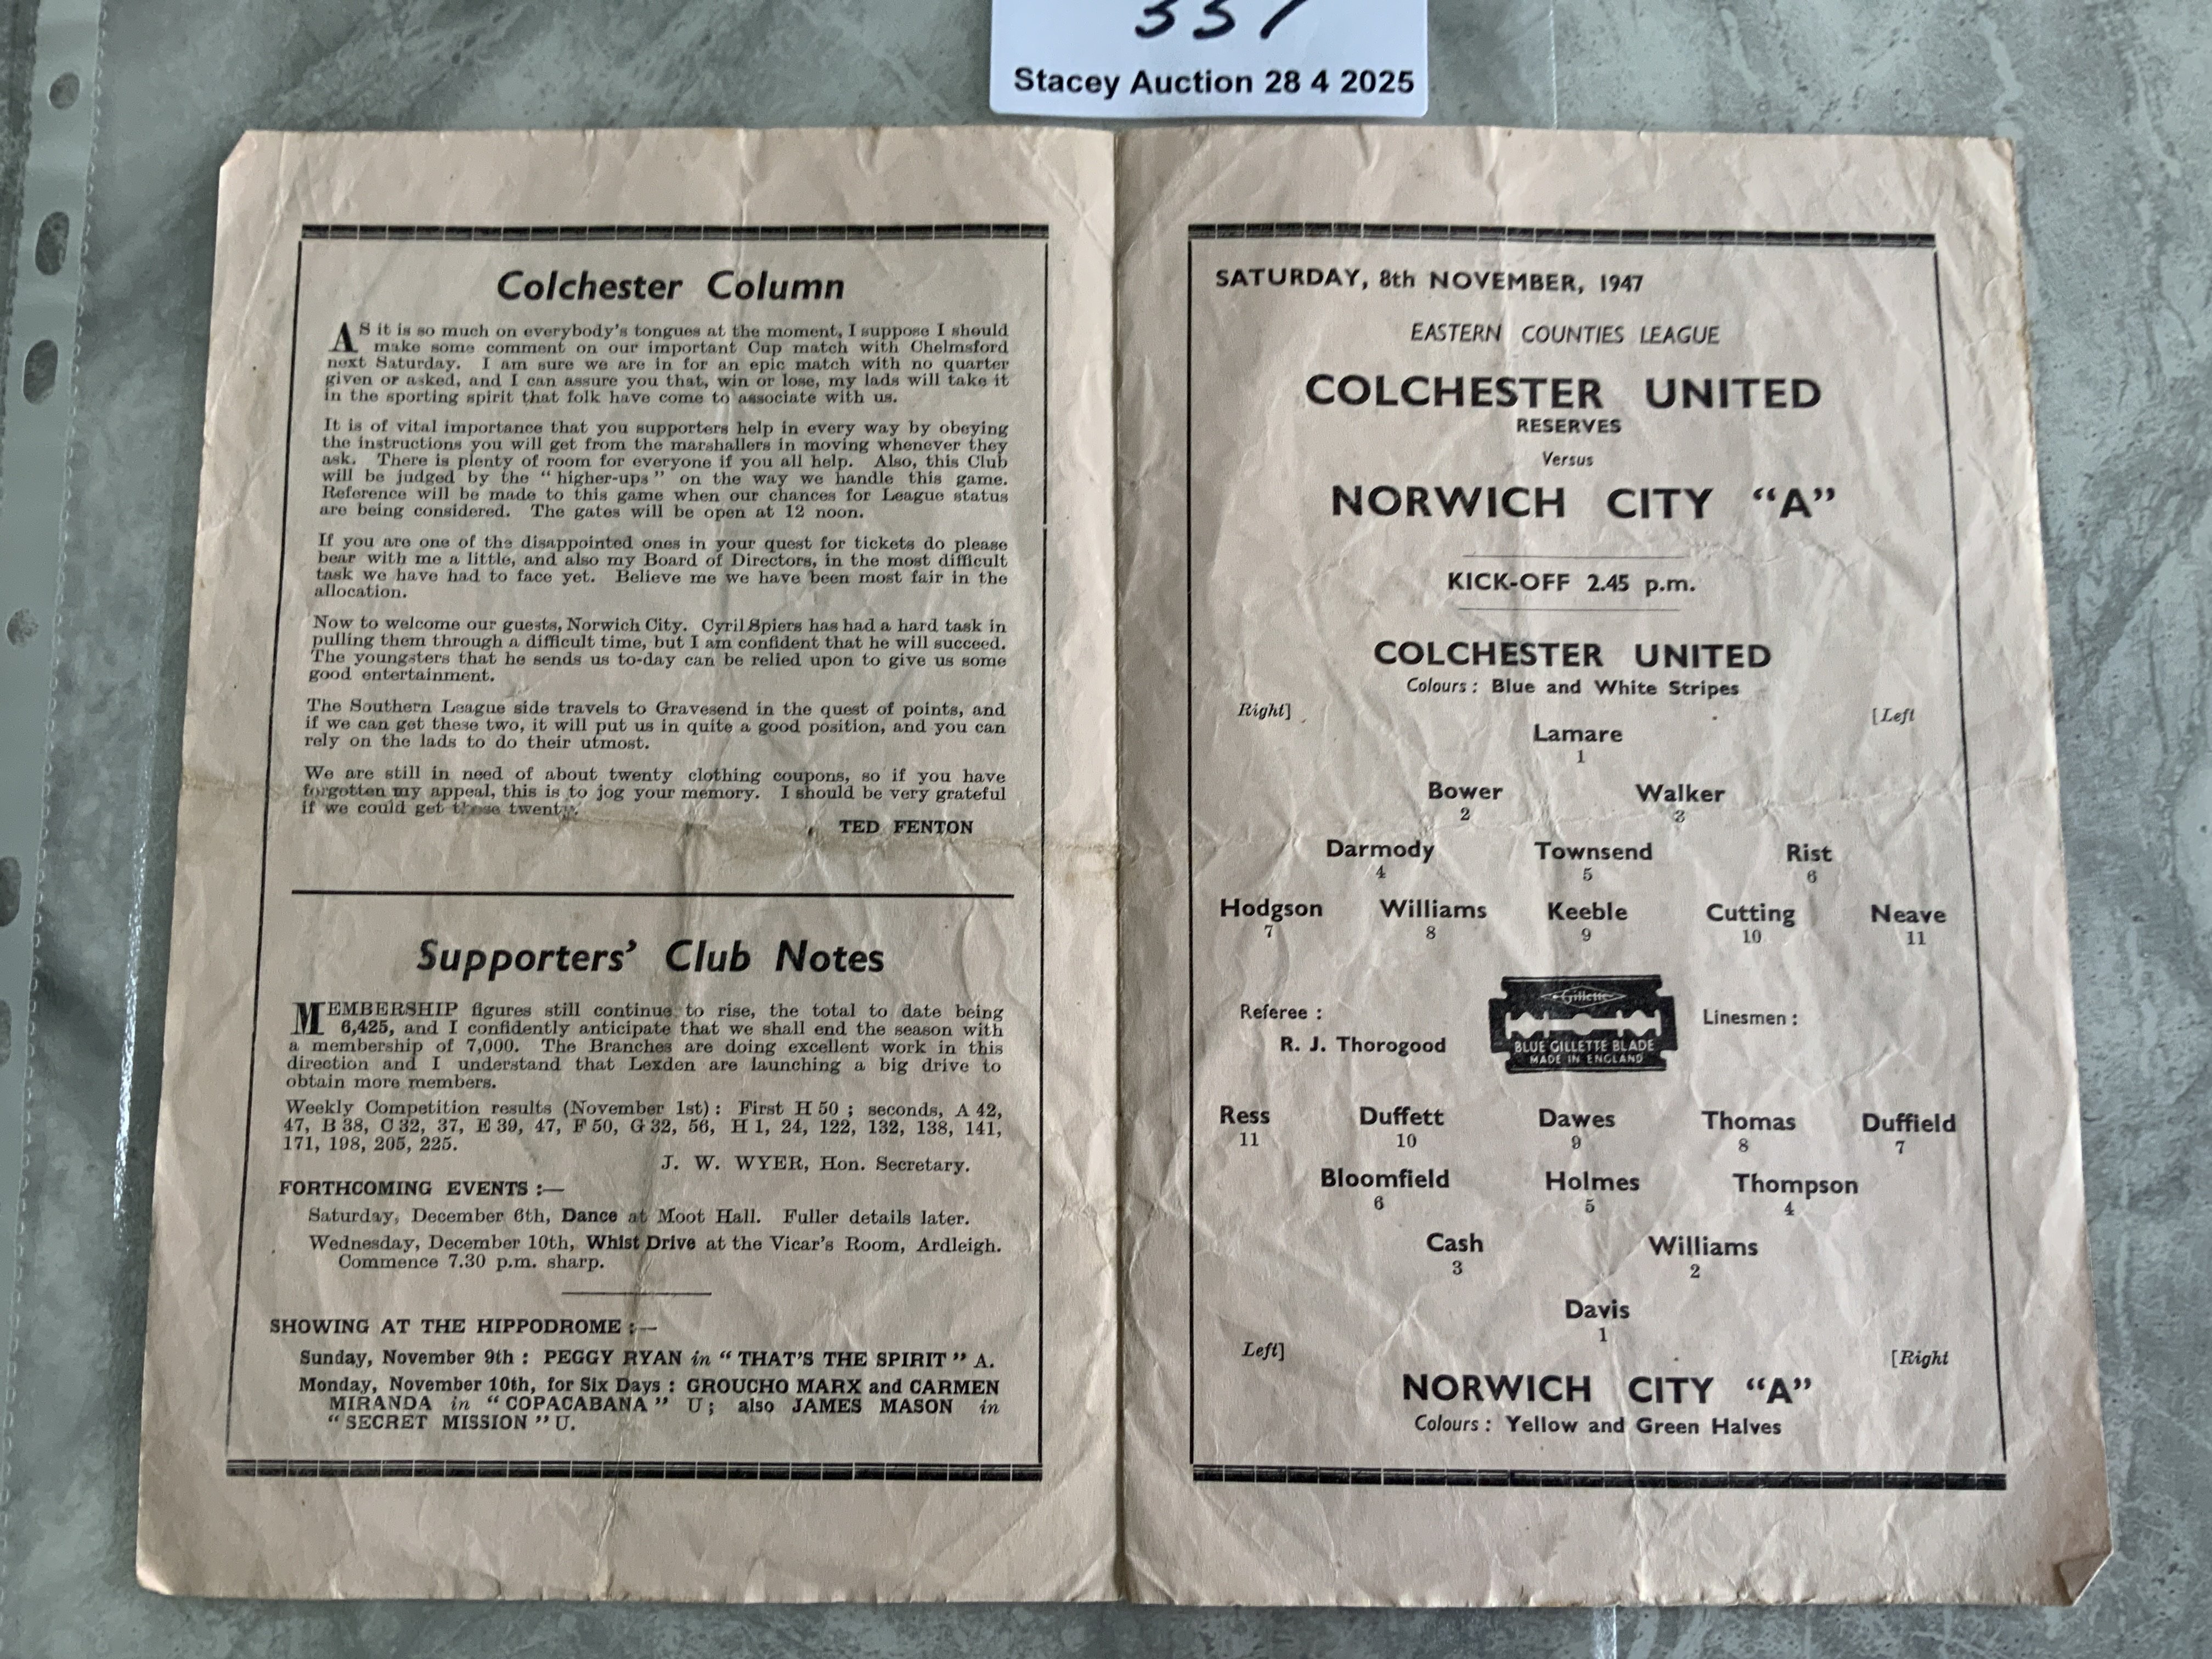 Stacey Auction 28 4 2025
Colchester Column
AS it is so much on everybody's tongues at the moment, I suppose I should
make some comment on our important Cup match with Chelmsford
next Saturday. I am sure we are in for an epic match with no quarter
given or asked, and I can assure you that, win or lose, my lads will take it
in the sporting spirit that folk have come to associate with us.
It is of vital importance that you supporters help in every way by obeying
the instructions you will get from the marshallers in moving whenever they
ask. There is plenty of room for everyone if you all help. Also, this Club
will be judged by the "higher-ups" on the way we handle this game.
Reference will be made to this game when our chances for League status
are being considered. The gates will be open at 12 noon.
If you are one of the disappointed ones in your quest for tickets do please
bear with me a little, and also my Board of Directors, in the most difficult
task we have had to face yet. Believe me we have been most fair in the
allocation.
Now to welcome our guests, Norwich City. Cyril Spiers has had a hard task in
pulling them through a difficult time, but I am confident that he will succeed.
The youngsters that he sends us to-day can be relied upon to give us some
good entertainment.
The Southern League side travels to Gravesend in the quest of points, and
if we can get these two, it will put us in quite a good position, and you can
rely on the lads to do their utmost.
We are still in need of about twenty clothing coupons, so if you have
forgotten my appeal, this is to jog your memory. I should be very grateful
if we could get these twenty.
TED FENTON
Supporters' Club Notes
MEMBERSHIP figures still continue to rise, the total to date being
6,425, and I confidently anticipate that we shall end the season with
a membership of 7,000. The Branches are doing excellent work in this
direction and I understand that Lexden are launching a big drive to
obtain more members.
Weekly Competition results (November 1st): First H 50; seconds, A 42,
47, B 38, C 32, 37, E 39, 47, F 50, G 32, 56, H 1, 24, 122, 132, 138, 141,
171, 198, 205, 225.
J. W. WYER, Hon. Secretary.
FORTHCOMING EVENTS :—
Saturday, December 6th, Dance at Moot Hall. Fuller details later.
Wednesday, December 10th, Whist Drive at the Vicar's Room, Ardleigh.
Commence 7.30 p.m. sharp.
SHOWING AT THE HIPPODROME :—
Sunday, November 9th : PEGGY RYAN in "THAT'S THE SPIRIT" A.
Monday, November 10th, for Six Days : GROUCHO MARX and CARMEN
MIRANDA in "COPACABANA" U; also JAMES MASON in
"SECRET MISSION" U.
SATURDAY, 8th NOVEMBER, 1947
EASTERN COUNTIES LEAGUE
COLCHESTER UNITED
RESERVES
Versus
NORWICH CITY "A"
KICK-OFF 2.45 p.m.
COLCHESTER UNITED
Colours : Blue and White Stripes
Right] [Left
Lamare
1
Bower Walker
2 3
Darmody Townsend Rist
4 5 6
Hodgson Williams Keeble Cutting Neave
7 8 9 10 11
Gillette
BLUE GILLETTE BLADE
MADE IN ENGLAND
Referee : Linesmen :
R. J. Thorogood
Ress Duffett Dawes Thomas Duffield
11 10 9 8 7
Bloomfield Holmes Thompson
6 5 4
Cash Williams
3 2
Davis
1
Left] [Right
NORWICH CITY "A"
Colours : Yellow and Green Halves